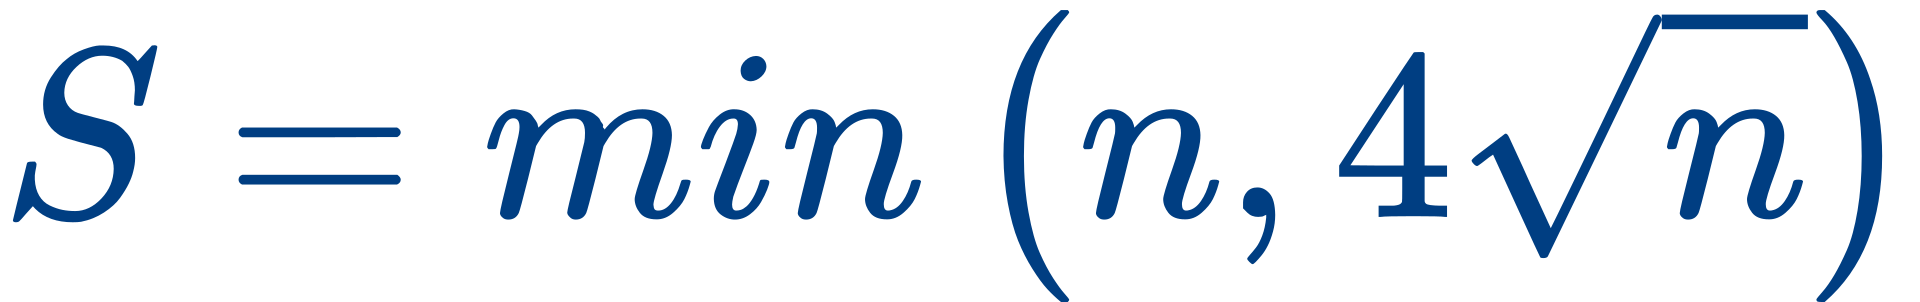 S = min (n, 4√n)